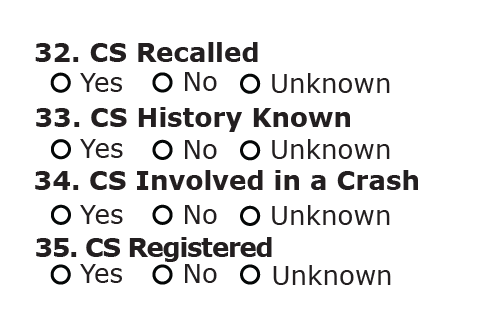 32. CS Recalled
Yes No Unknown
33. CS History Known
Yes No Unknown
34. CS Involved in a Crash
Yes No Unknown
35. CS Registered
Yes No Unknown